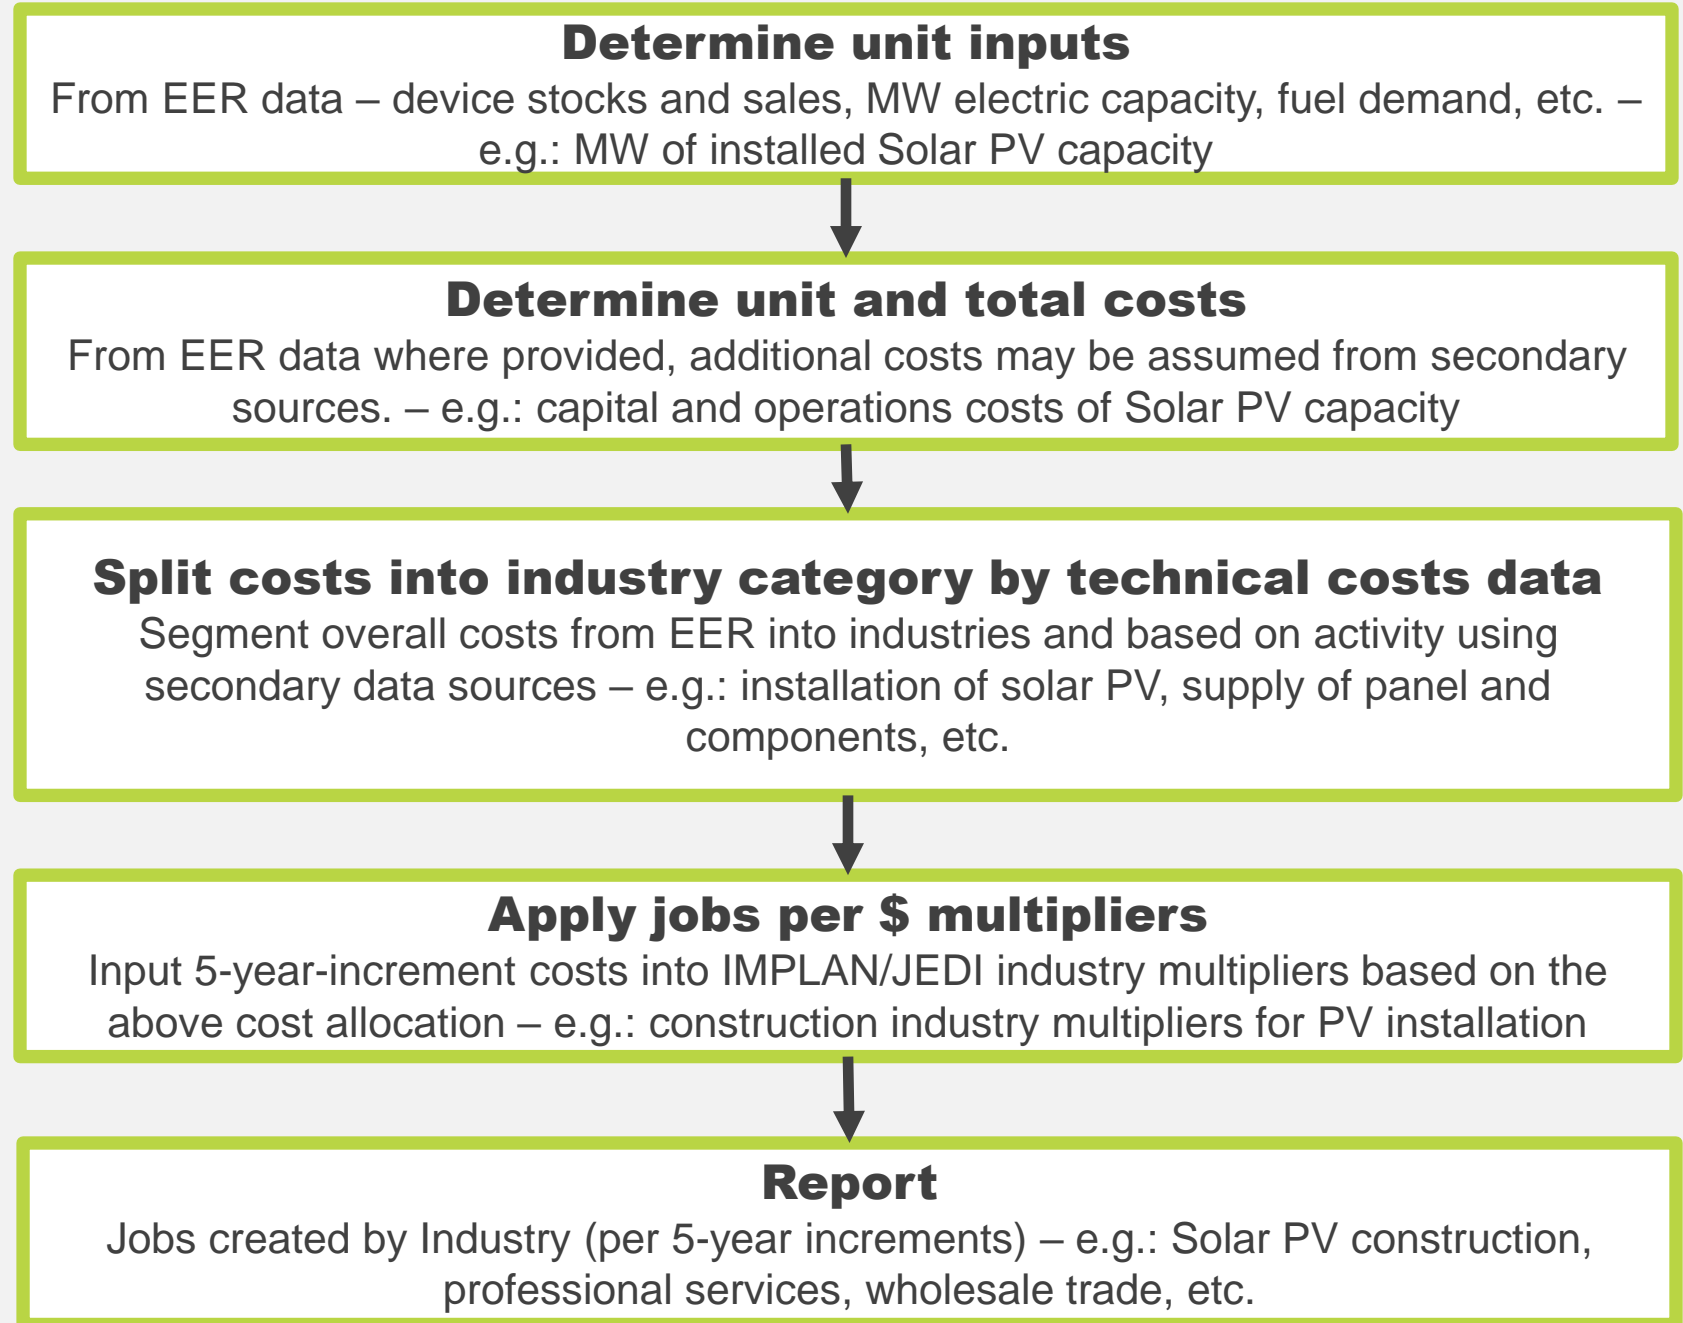 Determine unit inputs
From EER data – device stocks and sales, MW electric capacity, fuel demand, etc. –
e.g.: MW of installed Solar PV capacity
Determine unit and total costs
From EER data where provided, additional costs may be assumed from secondary
sources. – e.g.: capital and operations costs of Solar PV capacity
Split costs into industry category by technical costs data
Segment overall costs from EER into industries and based on activity using
secondary data sources – e.g.: installation of solar PV, supply of panel and
components, etc.
Apply jobs per $ multipliers
Input 5-year-increment costs into IMPLAN/JEDI industry multipliers based on the
above cost allocation – e.g.: construction industry multipliers for PV installation
Report
Jobs created by Industry (per 5-year increments) – e.g.: Solar PV construction,
professional services, wholesale trade, etc.